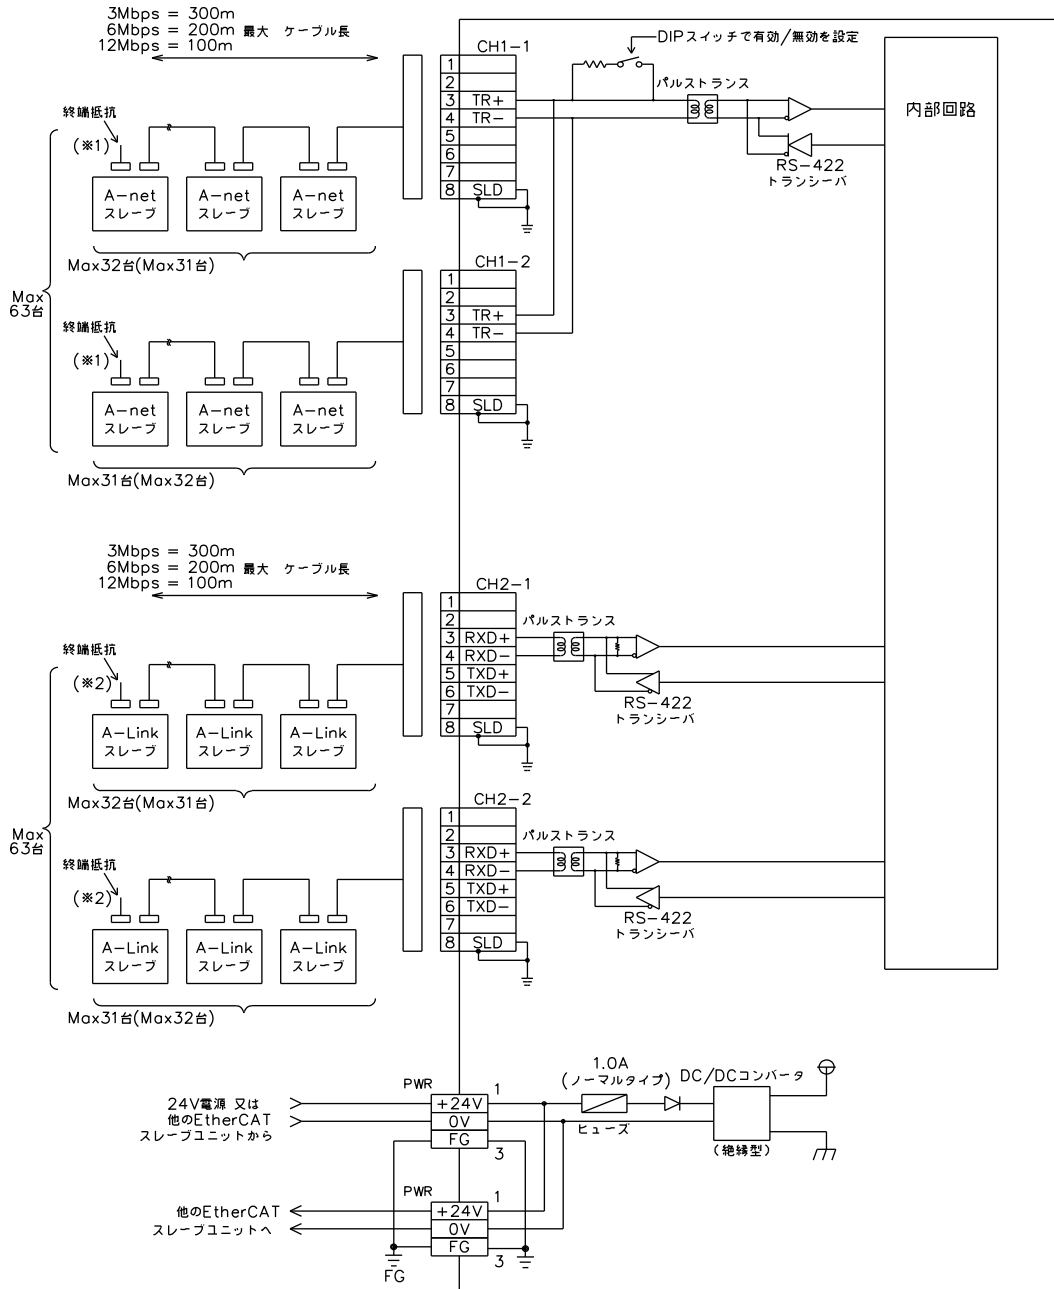 3Mbps = 300m
6Mbps = 200m 最大 ケーブル長
12Mbps = 100m
CH1-1
DIPスイッチで有効/無効を設定
パルストランス
内部回路
RS-422
トランシーバ
1
2
3 TR+
4 TR-
5
6
7
8 SLD
終端抵抗
(※1)
A-net
スレーブ
A-net
スレーブ
A-net
スレーブ
Max32台(Max31台)
Max
63台
CH1-2
1
2
3 TR+
4 TR-
5
6
7
8 SLD
終端抵抗
(※1)
A-net
スレーブ
A-net
スレーブ
A-net
スレーブ
Max31台(Max32台)
3Mbps = 300m
6Mbps = 200m 最大 ケーブル長
12Mbps = 100m
CH2-1
パルストランス
1
2
3 RXD+
4 RXD-
5 TXD+
6 TXD-
7
8 SLD
RS-422
トランシーバ
終端抵抗
(※2)
A-Link
スレーブ
A-Link
スレーブ
A-Link
スレーブ
Max32台(Max31台)
Max
63台
CH2-2
パルストランス
1
2
3 RXD+
4 RXD-
5 TXD+
6 TXD-
7
8 SLD
RS-422
トランシーバ
終端抵抗
(※2)
A-Link
スレーブ
A-Link
スレーブ
A-Link
スレーブ
Max31台(Max32台)
1.0A
(ノーマルタイプ)
DC/DCコンバータ
PWR
1
24V電源 又は
他のEtherCAT
スレーブユニットから
+24V
0V
FG
3
ヒューズ
(絶縁型)
PWR
1
他のEtherCAT
スレーブユニットへ
+24V
0V
FG
3
FG